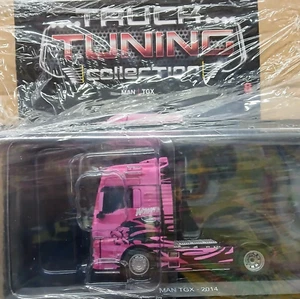 TRUCK
TUNING
collection
MAN TGX
MAN TGX - 2014